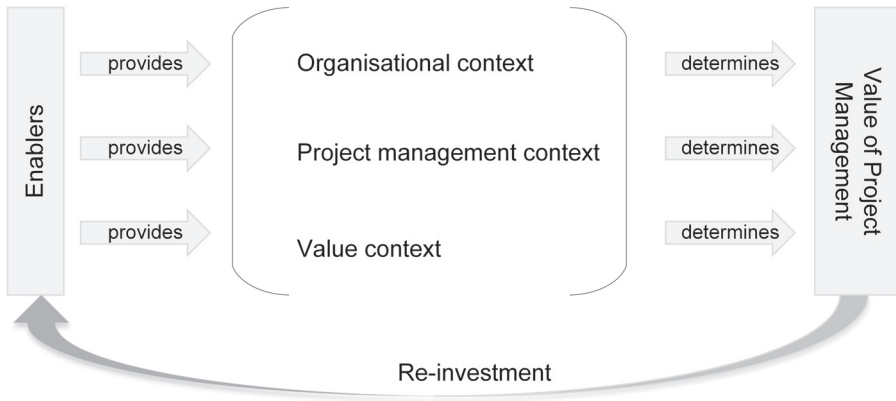 Enablers
provides
Organisational context
determines
provides
Project management context
determines
provides
Value context
determines
Value of Project
Management
Re-investment